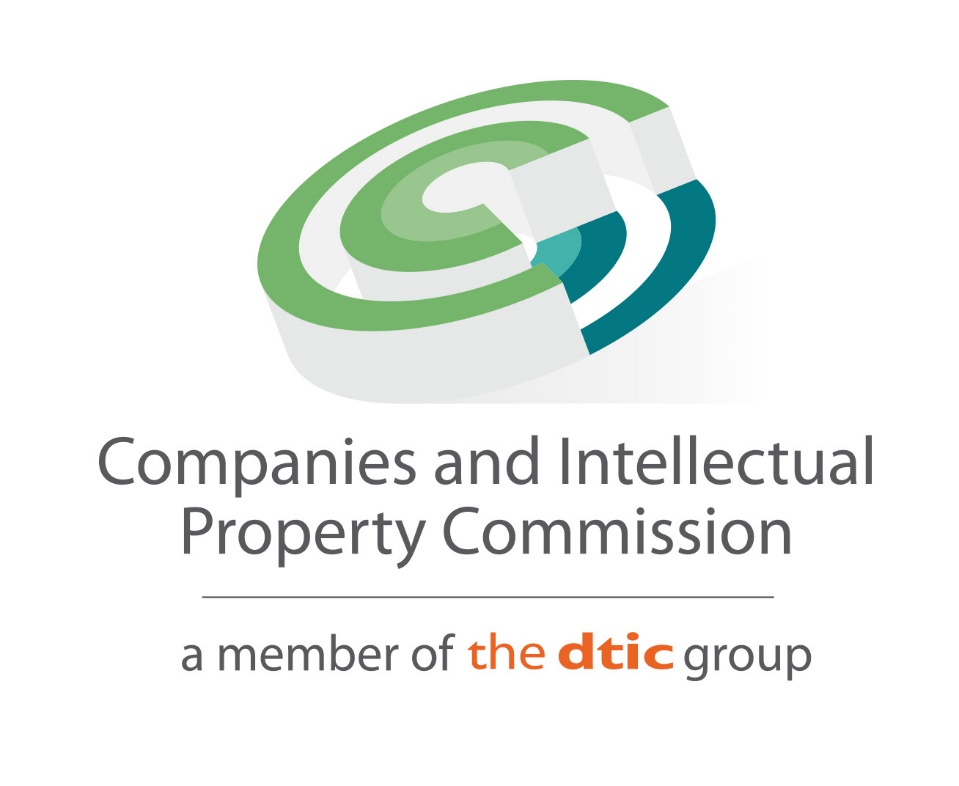 Companies and Intellectual
Property Commission
a member of the dtic group